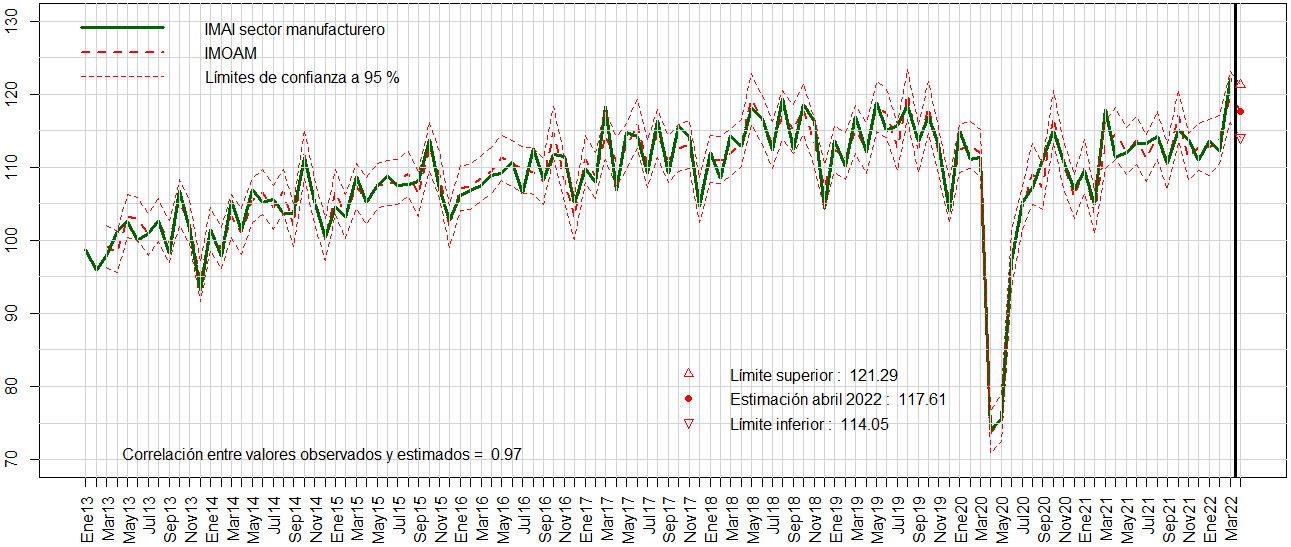 130
120
110
100
90
80
70
IMAI sector manufacturero
IMOAM
Límites de confianza a 95 %
Límite superior : 121.29
Estimación abril 2022 : 117.61
Límite inferior : 114.05
Correlación entre valores observados y estimados = 0.97
Ene13
Mar13
May13
Jul13
Sep13
Nov13
Ene14
Mar14
May14
Jul14
Sep14
Nov14
Ene15
Mar15
May15
Jul15
Sep15
Nov15
Ene16
Mar16
May16
Jul16
Sep16
Nov16
Ene17
Mar17
May17
Jul17
Sep17
Nov17
Ene18
Mar18
May18
Jul18
Sep18
Nov18
Ene19
Mar19
May19
Jul19
Sep19
Nov19
Ene20
Mar20
May20
Jul20
Sep20
Nov20
Ene21
Mar21
May21
Jul21
Sep21
Nov21
Ene22
Mar22